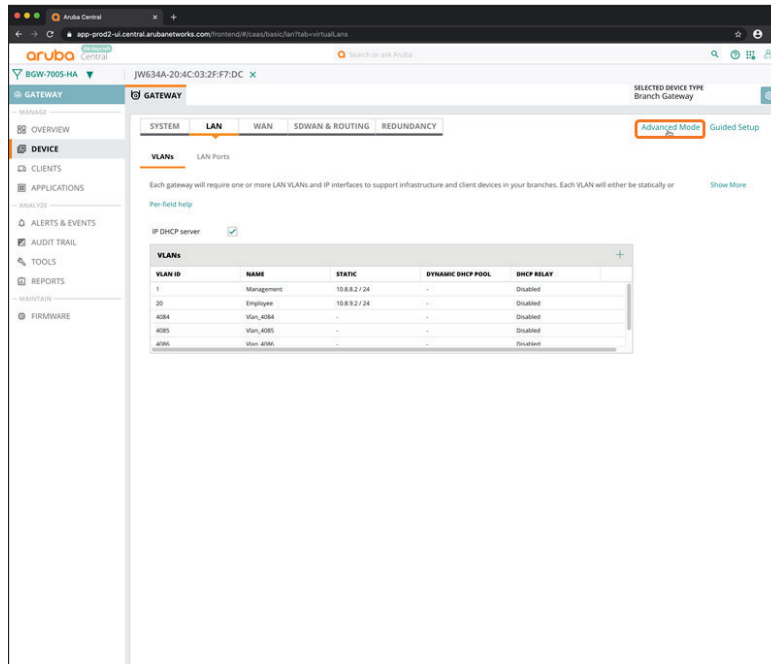 Aruba Central
app-prod2-ui.central.arubanetworks.com/frontend/#/caas/basic/lan?tab=virtualLans
aruba Central
Search or ask Aruba
BGW-7005-HA
JW634A-20:4C:03:2F:F7:DC
GATEWAY
GATEWAY
SELECTED DEVICE TYPE
Branch Gateway
MANAGE
OVERVIEW
DEVICE
CLIENTS
APPLICATIONS
ANALYZE
ALERTS & EVENTS
AUDIT TRAIL
TOOLS
REPORTS
MAINTAIN
FIRMWARE
SYSTEM LAN WAN SDWAN & ROUTING REDUNDANCY
Advanced Mode Guided Setup
VLANs LAN Ports
Each gateway will require one or more LAN VLANs and IP interfaces to support infrastructure and client devices in your branches. Each VLAN will either be statically or Show More
Per-field help
IP DHCP server
VLANs
VLAN ID NAME STATIC DYNAMIC DHCP POOL DHCP RELAY
1 Management 10.8.8.2 / 24 - Disabled
20 Employee 10.8.9.2 / 24 - Disabled
4084 Vlan_4084 - - Disabled
4085 Vlan_4085 - - Disabled
4086 Vlan_4086 - - Disabled